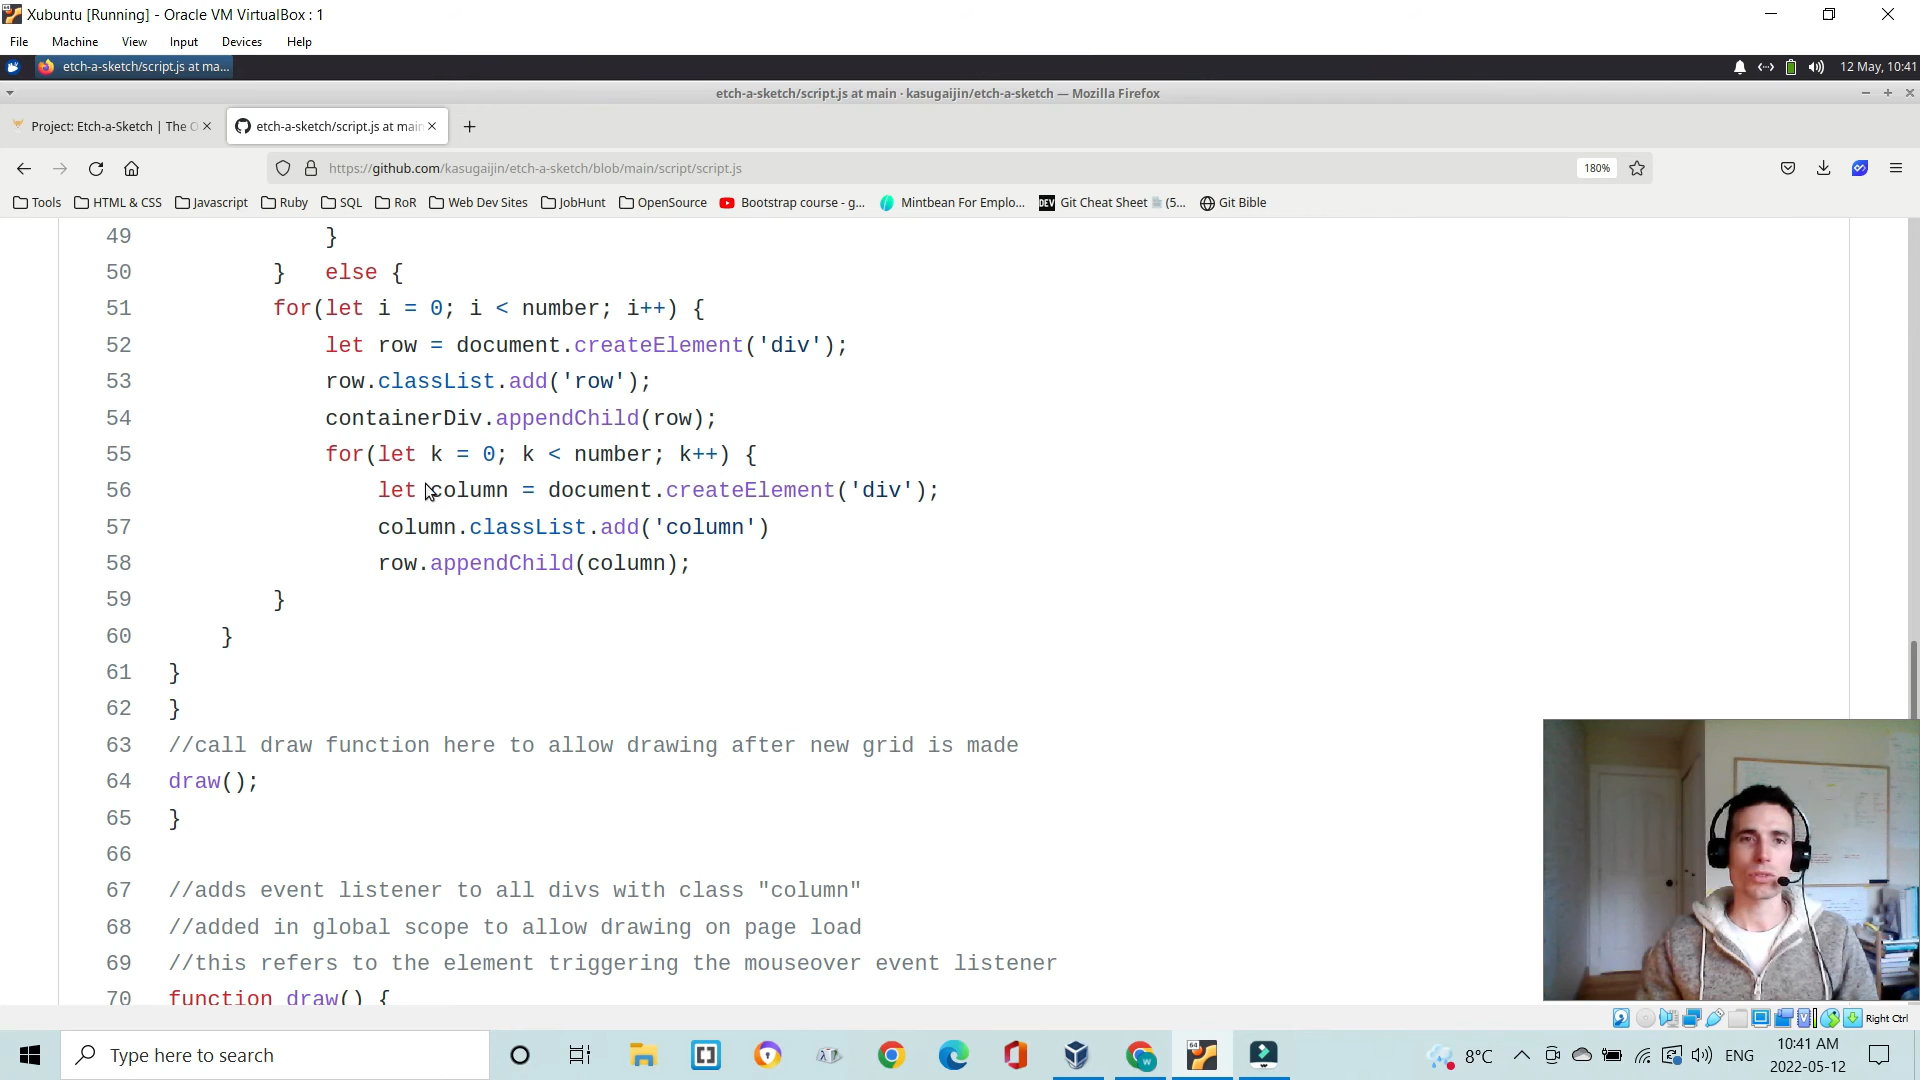 Xubuntu [Running] - Oracle VM VirtualBox : 1
File Machine View Input Devices Help
etch-a-sketch/script.js at ma...
12 May, 10:41
etch-a-sketch/script.js at main · kasugaijin/etch-a-sketch — Mozilla Firefox
Project: Etch-a-Sketch | The O
etch-a-sketch/script.js at main
https://github.com/kasugaijin/etch-a-sketch/blob/main/script/script.js
180%
Tools HTML & CSS Javascript Ruby SQL RoR Web Dev Sites JobHunt OpenSource Bootstrap course - g... Mintbean For Emplo... DEV Git Cheat Sheet (5... Git Bible
49 }
50 } else {
51 for(let i = 0; i < number; i++) {
52 let row = document.createElement('div');
53 row.classList.add('row');
54 containerDiv.appendChild(row);
55 for(let k = 0; k < number; k++) {
56 let column = document.createElement('div');
57 column.classList.add('column')
58 row.appendChild(column);
59 }
60 }
61 }
62 }
63 //call draw function here to allow drawing after new grid is made
64 draw();
65 }
66
67 //adds event listener to all divs with class "column"
68 //added in global scope to allow drawing on page load
69 //this refers to the element triggering the mouseover event listener
70 function draw() {
Right Ctrl
Type here to search
8°C
ENG
10:41 AM
2022-05-12